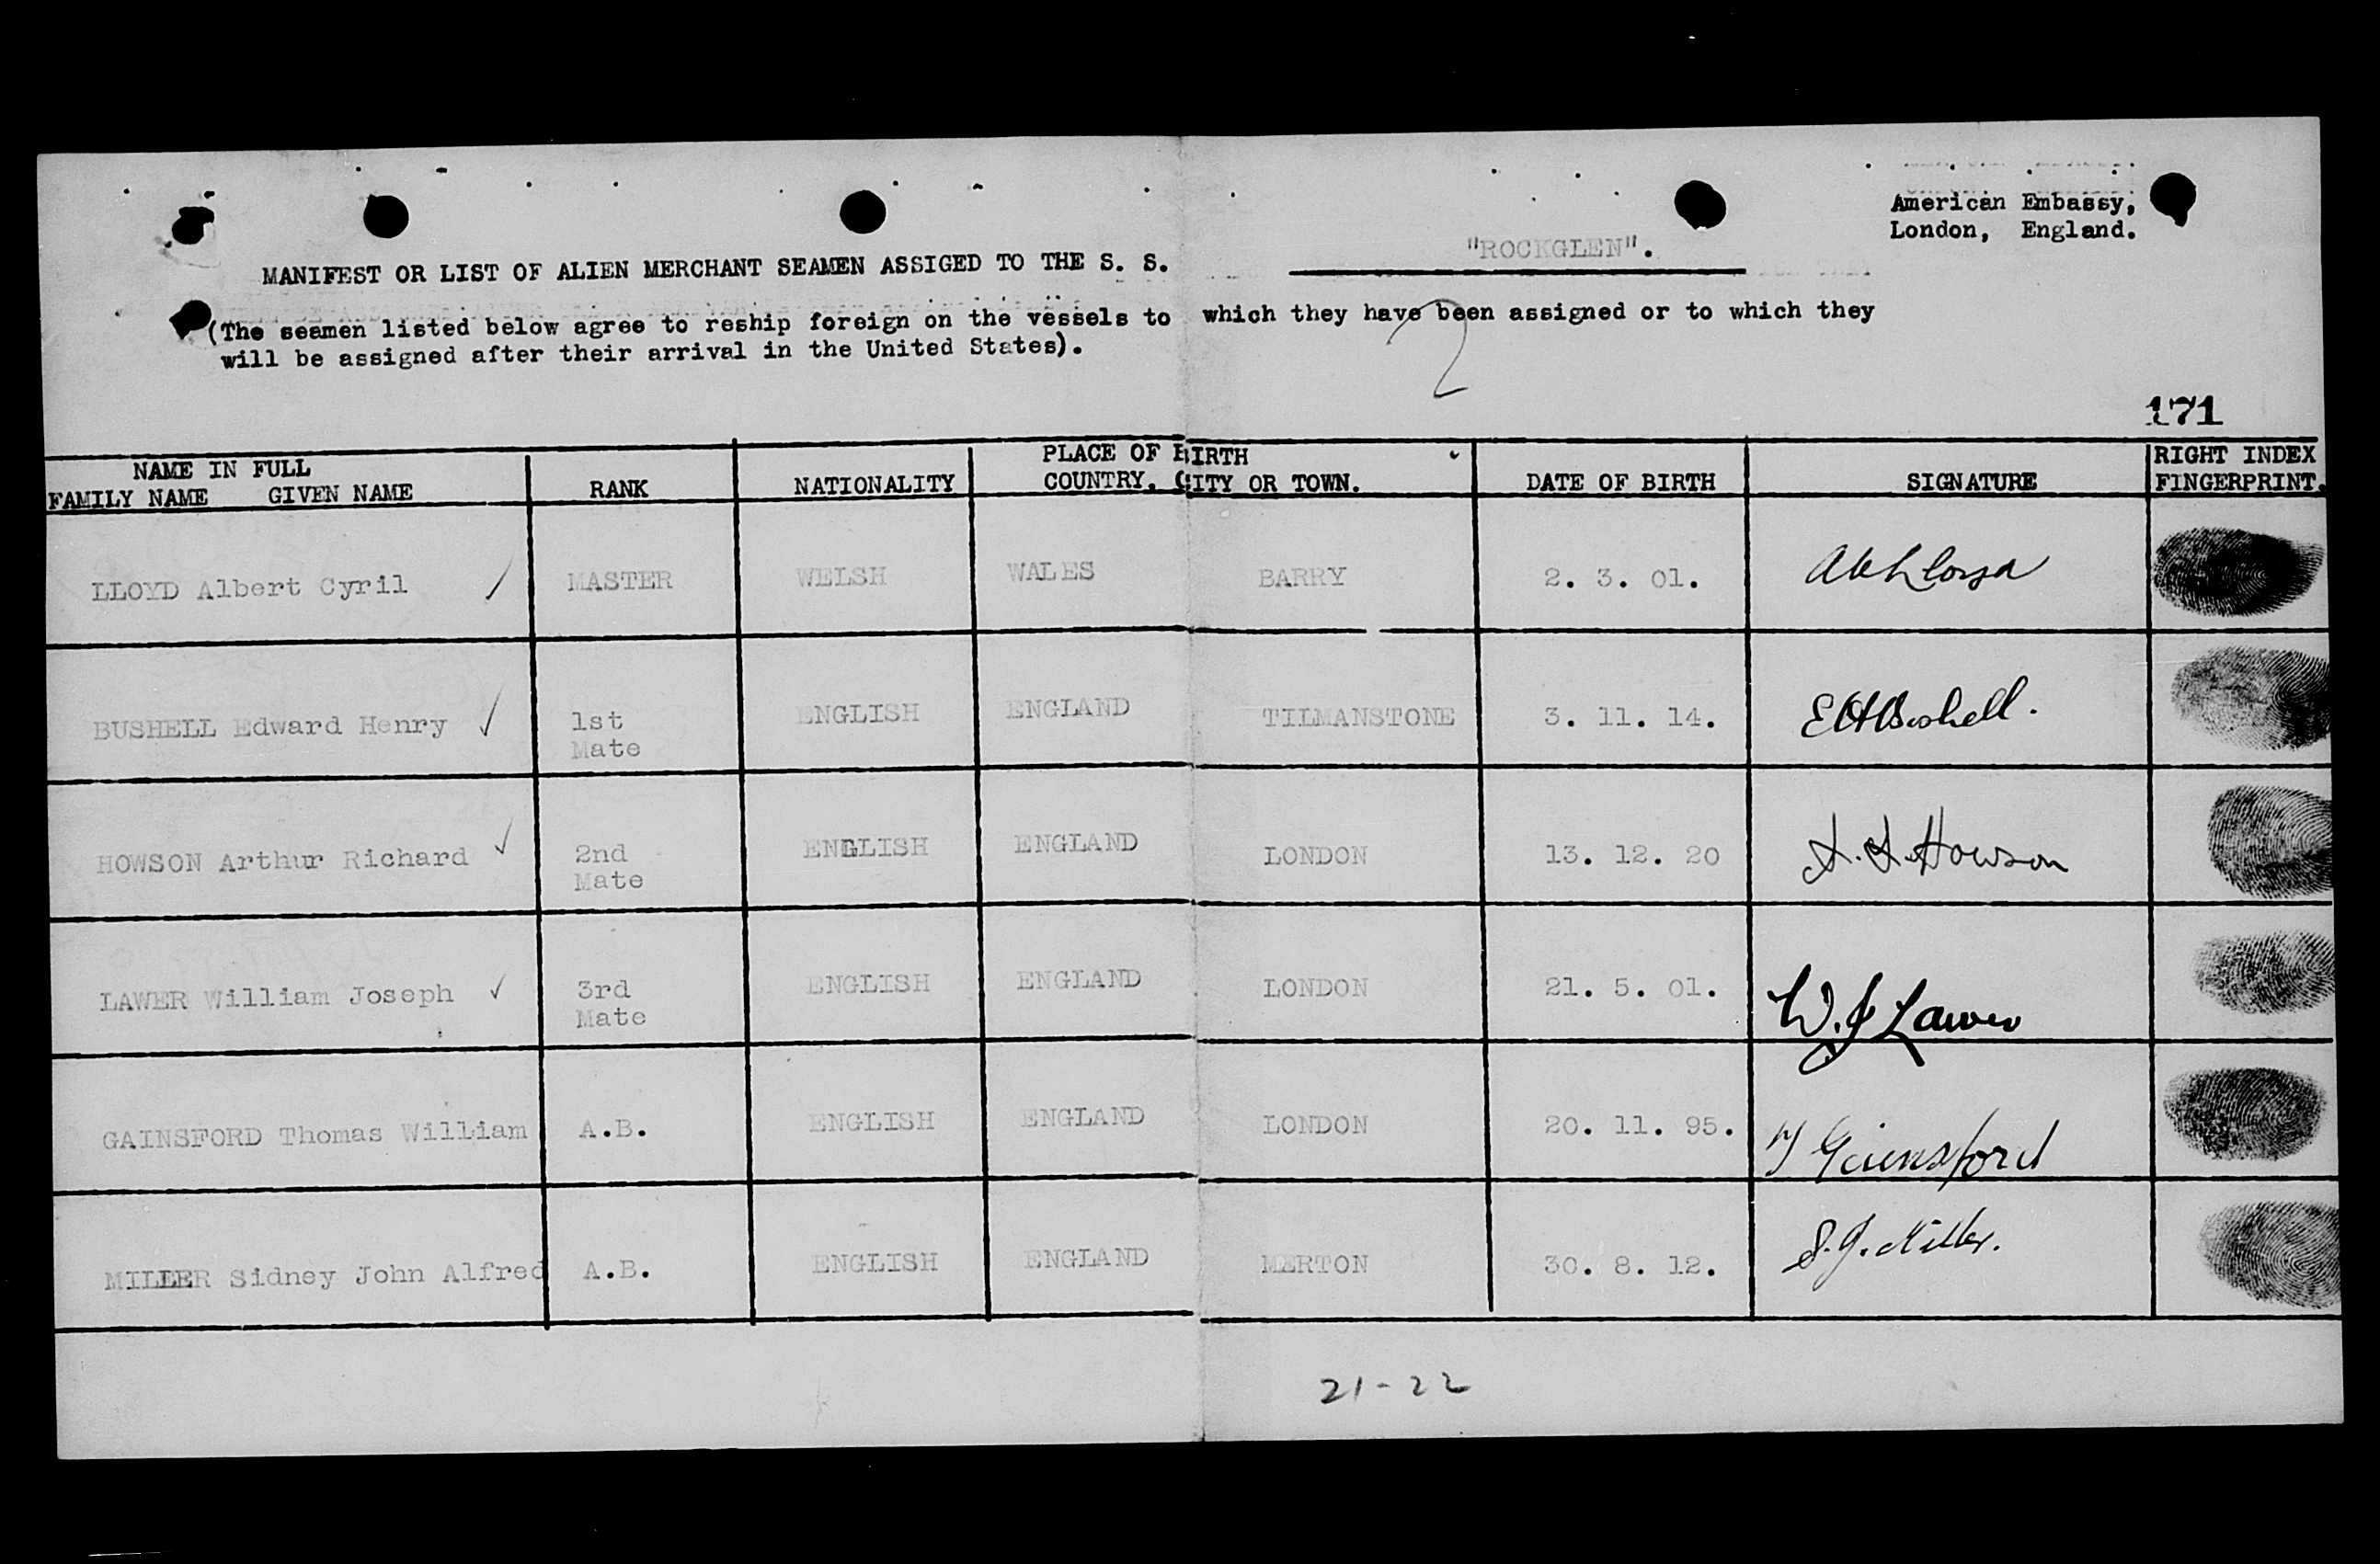 American Embassy,
London, England.
MANIFEST OR LIST OF ALIEN MERCHANT SEAMEN ASSIGED TO THE S. S. "ROCKGLEN".
(The seamen listed below agree to reship foreign on the vessels to which they have been assigned or to which they
will be assigned after their arrival in the United States).
2
171
NAME IN FULL PLACE OF BIRTH RIGHT INDEX
FAMILY NAME GIVEN NAME RANK NATIONALITY COUNTRY. CITY OR TOWN. DATE OF BIRTH SIGNATURE FINGERPRINT.
LLOYD Albert Cyril MASTER WELSH WALES BARRY 2. 3. 01. A C Lloyd
BUSHELL Edward Henry 1st ENGLISH ENGLAND TILMANSTONE 3. 11. 14. E H Bushell.
Mate
HOWSON Arthur Richard 2nd ENGLISH ENGLAND LONDON 13. 12. 20 Howson
Mate
LAWER William Joseph 3rd ENGLISH ENGLAND LONDON 21. 5. 01. W. J Lawer
Mate
GAINSFORD Thomas William A.B. ENGLISH ENGLAND LONDON 20. 11. 95. T Gainsford
MILLER Sidney John Alfred A.B. ENGLISH ENGLAND MERTON 30. 8. 12. S. J. Miller.
21-22